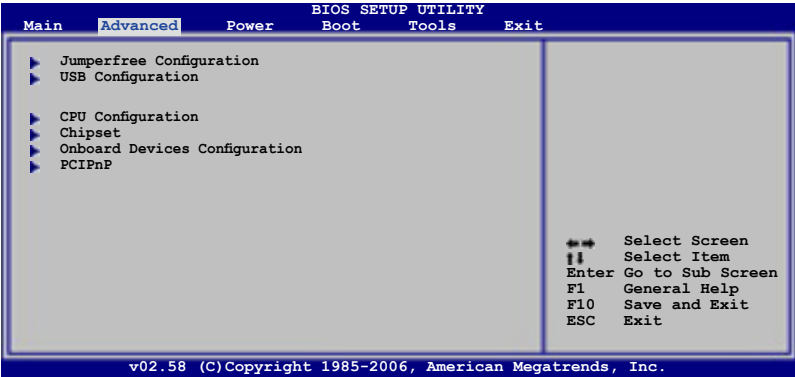 BIOS SETUP UTILITY
Main Advanced Power Boot Tools Exit
Jumperfree Configuration
USB Configuration
CPU Configuration
Chipset
Onboard Devices Configuration
PCIPnP
Select Screen
Select Item
Enter Go to Sub Screen
F1 General Help
F10 Save and Exit
ESC Exit
v02.58 (C)Copyright 1985-2006, American Megatrends, Inc.